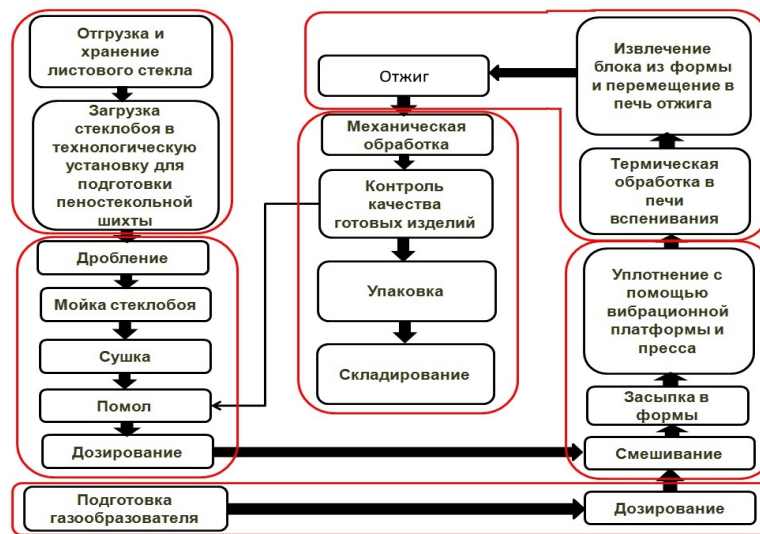 Отгрузка и
хранение
листового стекла
Загрузка
стеклобоя в
технологическую
установку для
подготовки
пеностекольной
шихты
Дробление
Мойка стеклобоя
Сушка
Помол
Дозирование
Подготовка
газообразователя
Дозирование
Смешивание
Засыпка в
формы
Уплотнение с
помощью
вибрационной
платформы и
пресса
Термическая
обработка в
печи
вспенивания
Извлечение
блока из формы
и перемещение в
печь отжига
Отжиг
Механическая
обработка
Контроль
качества
готовых изделий
Упаковка
Складирование